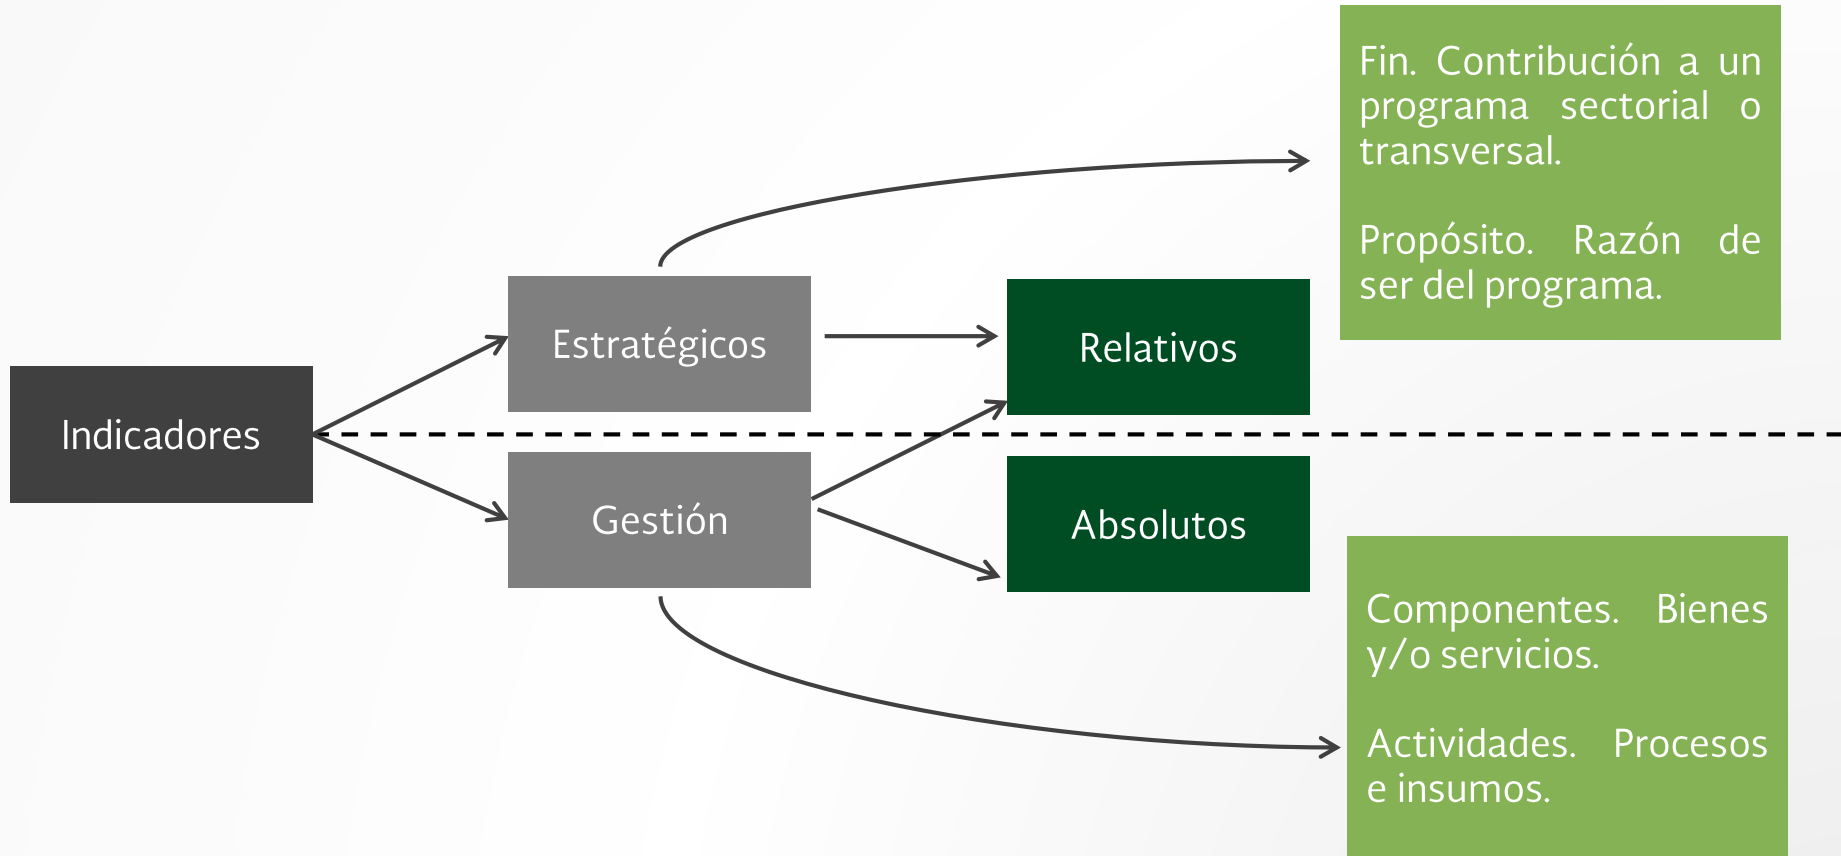 Fin. Contribución a un
programa sectorial o
transversal.
Propósito. Razón de
ser del programa.
Estratégicos
Relativos
Indicadores
Gestión
Absolutos
Componentes. Bienes
y/o servicios.
Actividades. Procesos
e insumos.